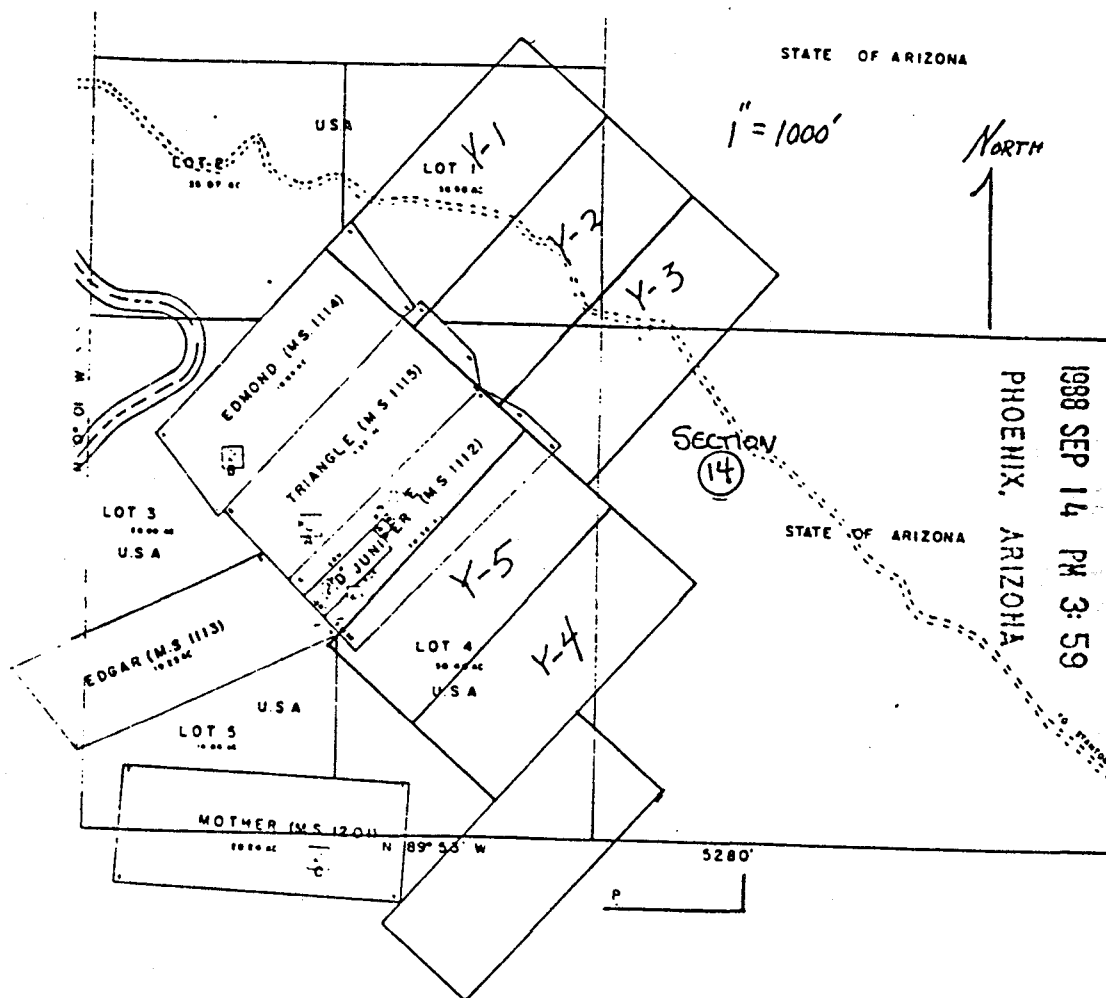 STATE OF ARIZONA
1" = 1000'
NORTH
USA
LOT 2
LOT 1
Y-1
Y-2
Y-3
EDMOND (M.S. 1114)
B
TRIANGLE (M.S. 1115)
JUNIPER (M.S. 1112)
D
SECTION
14
STATE OF ARIZONA
1988 SEP 14 PM 3:59
PHOENIX, ARIZONA
LOT 3
U.S.A
Y-5
Y-4
LOT 4
U.S.A
EDGAR (M.S. 1113)
U.S.A
LOT 5
MOTHER (M.S. 1201)
C
N 89° 53' W
5280'
P